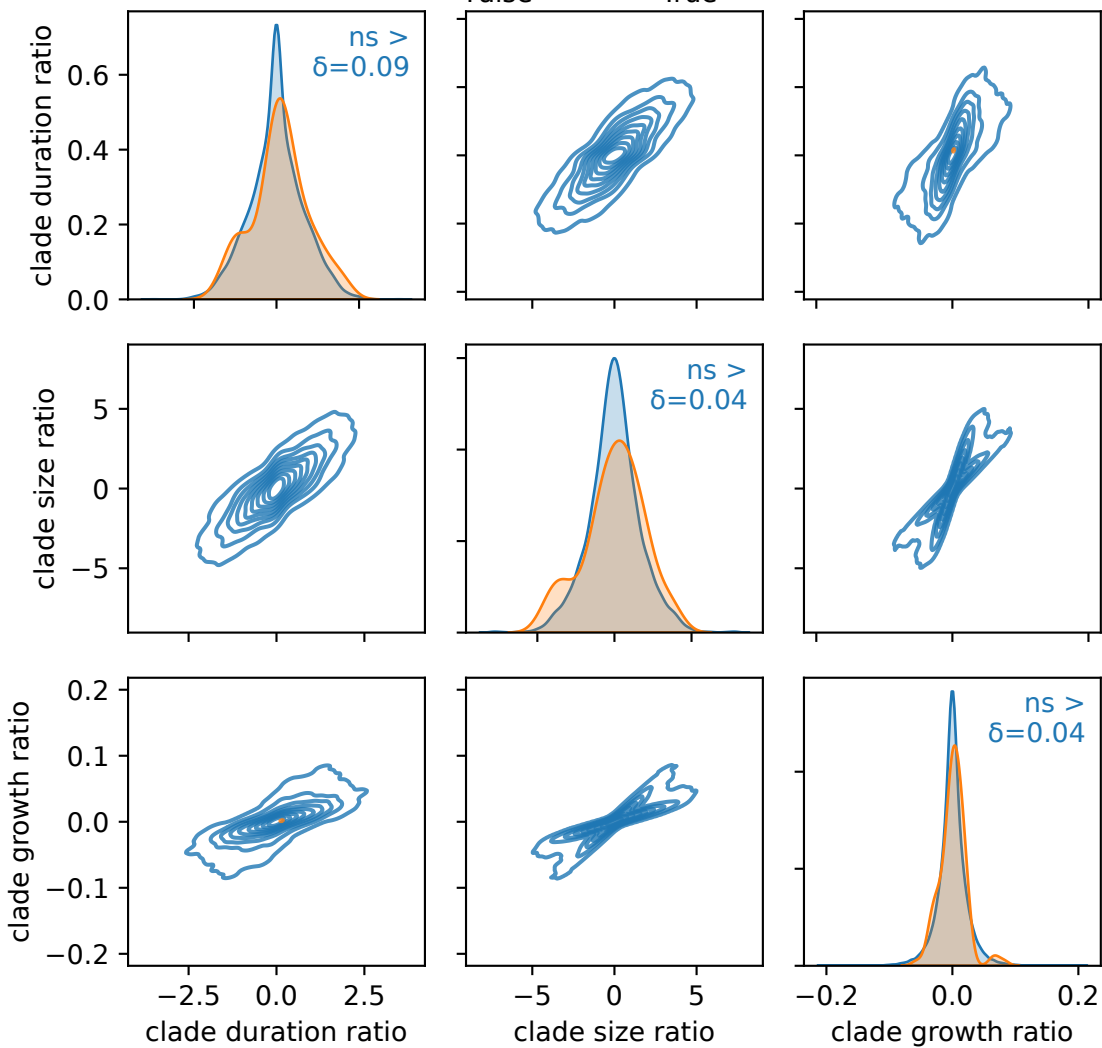 clade duration ratio
0.6
0.4
0.2
0.0
ns >
δ=0.09
clade size ratio
5
0
−5
ns >
δ=0.04
clade growth ratio
0.2
0.1
0.0
−0.1
−0.2
ns >
δ=0.04
−2.5 0.0 2.5
−5 0 5
−0.2 0.0 0.2
clade duration ratio
clade size ratio
clade growth ratio